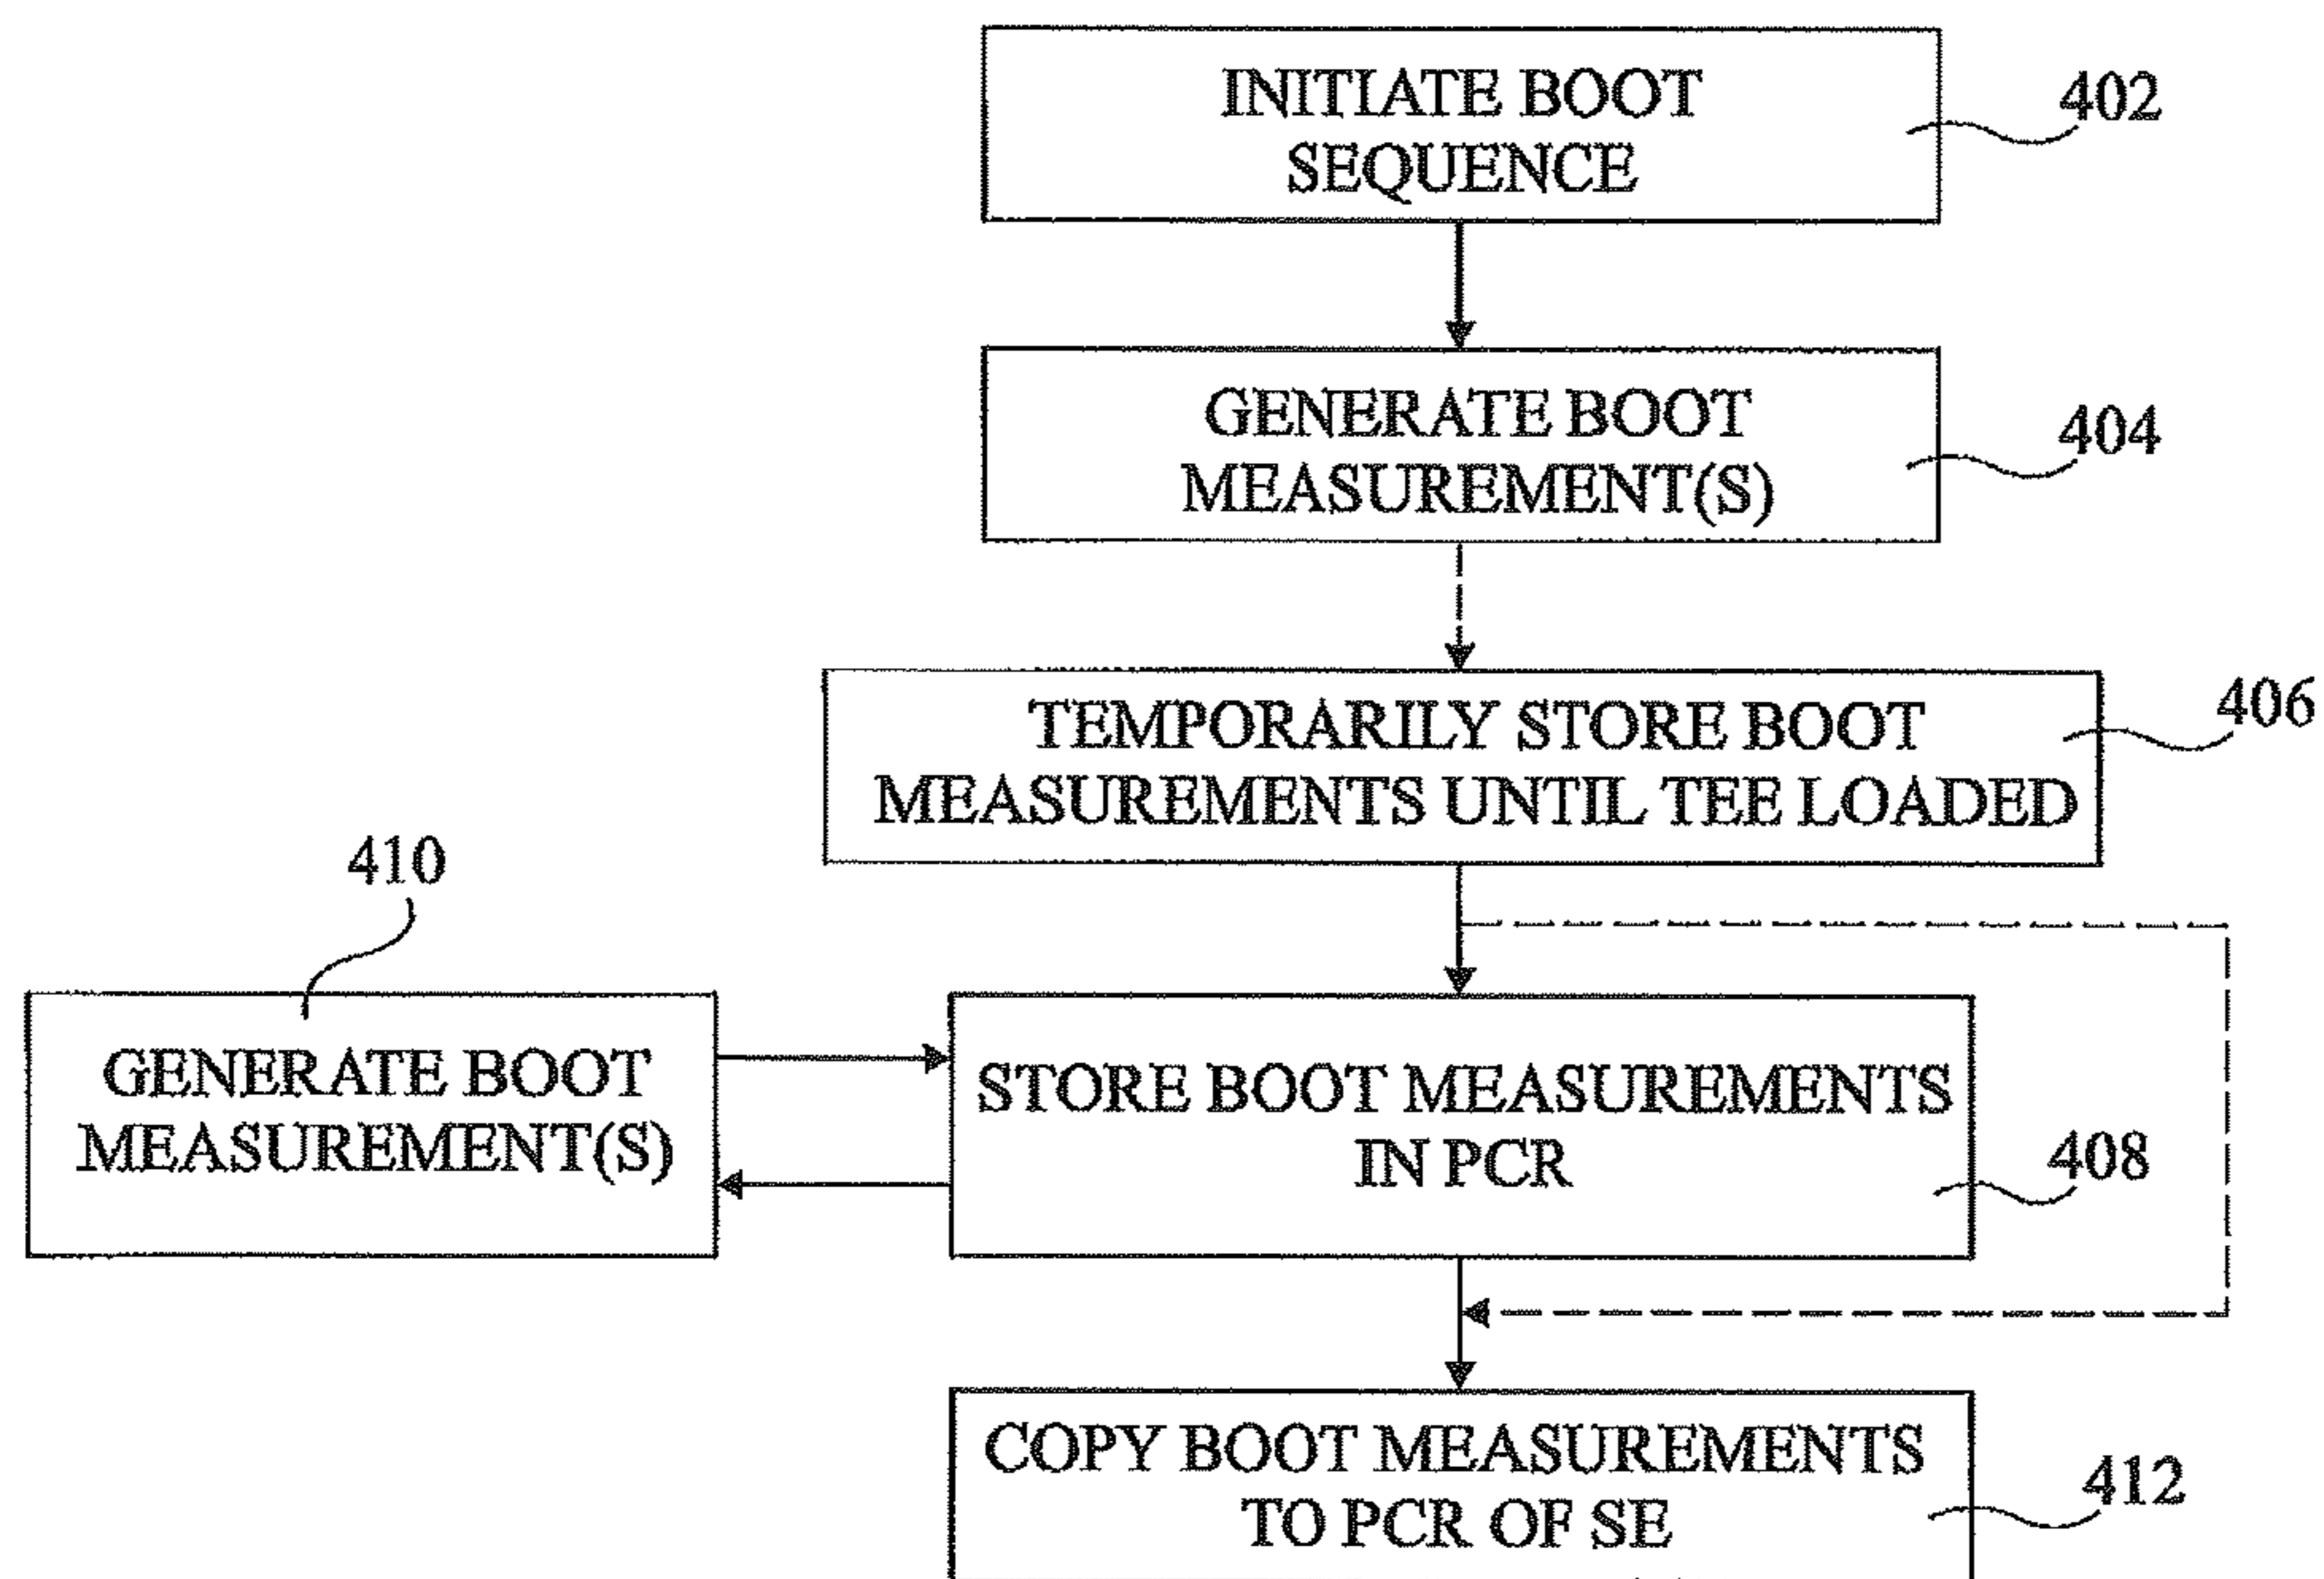 INITIATE BOOT
SEQUENCE
402
GENERATE BOOT
MEASUREMENT(S)
404
TEMPORARILY STORE BOOT
MEASUREMENTS UNTIL TEE LOADED
406
410
GENERATE BOOT
MEASUREMENT(S)
STORE BOOT MEASUREMENTS
IN PCR
408
COPY BOOT MEASUREMENTS
TO PCR OF SE
412